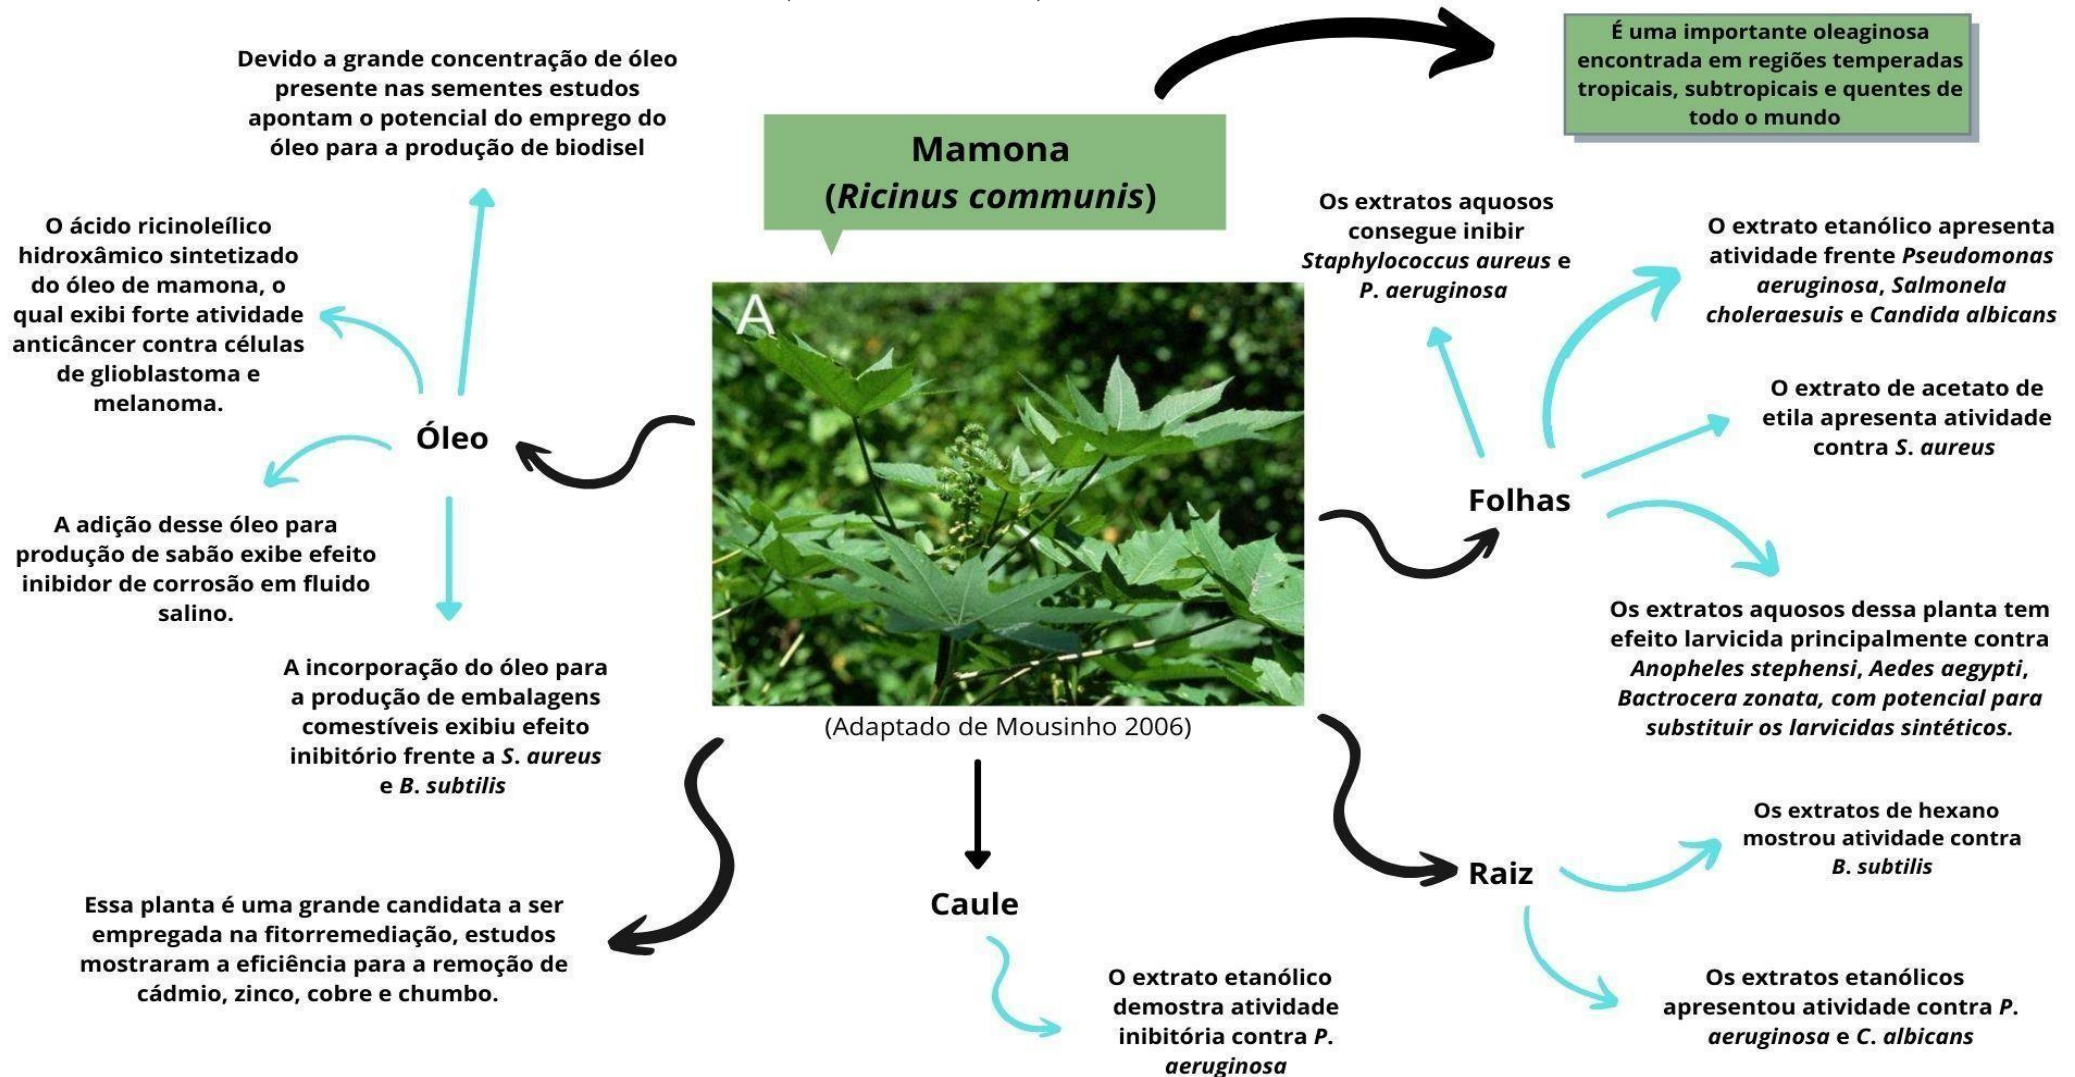 Mamona
(Ricinus communis)
É uma importante oleaginosa
encontrada em regiões temperadas
tropicais, subtropicais e quentes de
todo o mundo
Devido a grande concentração de óleo
presente nas sementes estudos
apontam o potencial do emprego do
óleo para a produção de biodisel
O ácido ricinoleílico
hidroxâmico sintetizado
do óleo de mamona, o
qual exibi forte atividade
anticâncer contra células
de glioblastoma e
melanoma.
Óleo
A adição desse óleo para
produção de sabão exibe efeito
inibidor de corrosão em fluido
salino.
A incorporação do óleo para
a produção de embalagens
comestíveis exibiu efeito
inibitório frente a S. aureus
e B. subtilis
Essa planta é uma grande candidata a ser
empregada na fitorremediação, estudos
mostraram a eficiência para a remoção de
cádmio, zinco, cobre e chumbo.
A
(Adaptado de Mousinho 2006)
Caule
O extrato etanólico
demostra atividade
inibitória contra P.
aeruginosa
Os extratos aquosos
consegue inibir
Staphylococcus aureus e
P. aeruginosa
O extrato etanólico apresenta
atividade frente Pseudomonas
aeruginosa, Salmonela
choleraesuis e Candida albicans
O extrato de acetato de
etila apresenta atividade
contra S. aureus
Folhas
Os extratos aquosos dessa planta tem
efeito larvicida principalmente contra
Anopheles stephensi, Aedes aegypti,
Bactrocera zonata, com potencial para
substituir os larvicidas sintéticos.
Raiz
Os extratos de hexano
mostrou atividade contra
B. subtilis
Os extratos etanólicos
apresentou atividade contra P.
aeruginosa e C. albicans